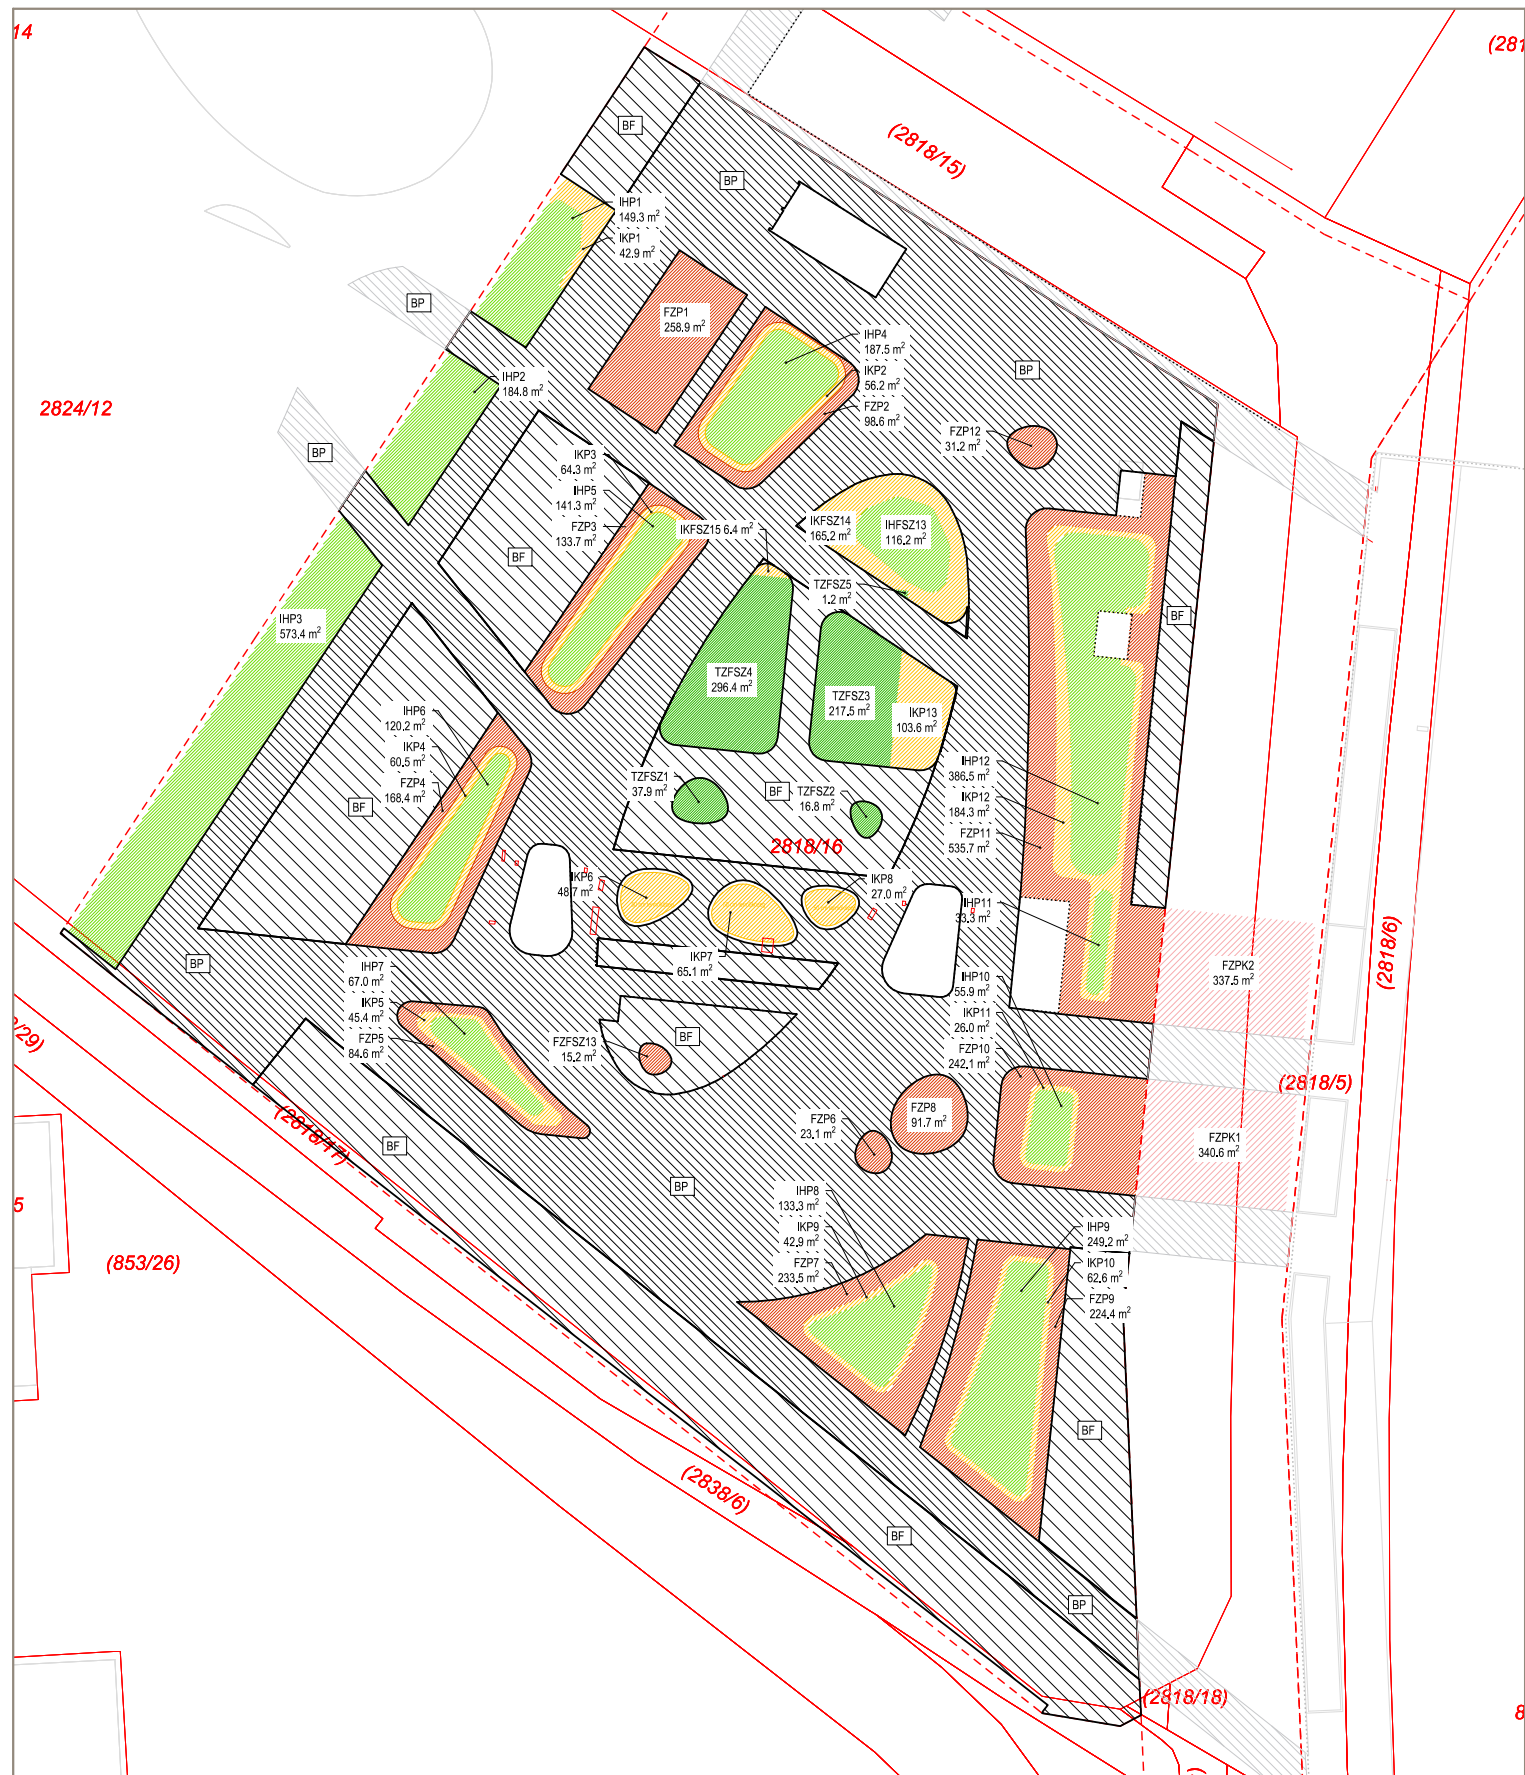 14
(281
(2818/15)
BF
BP
IHP1
149.3 m²
IKP1
42.9 m²
BP
FZP1
258.9 m²
IHP4
187.5 m²
IKP2
56.2 m²
FZP2
98.6 m²
BP
IHP2
184.8 m²
2824/12
BP
FZP12
31.2 m²
IKP3
64.3 m²
IHP5
141.3 m²
FZP3
133.7 m²
IKFSZ15 6.4 m²
IKFSZ14
165.2 m²
IHFSZ13
116.2 m²
BF
TZFSZ5
1.2 m²
BF
IHP3
573.4 m²
TZFSZ4
296.4 m²
TZFSZ3
217.5 m²
IKP13
103.6 m²
IHP6
120.2 m²
IKP4
60.5 m²
FZP4
168.4 m²
BF
TZFSZ1
37.9 m²
BF
TZFSZ2
16.8 m²
IHP12
386.5 m²
IKP12
184.3 m²
FZP11
535.7 m²
2818/16
IKP6
48.7 m²
IKP8
27.0 m²
IHP11
33.3 m²
BP
IKP7
65.1 m²
FZPK2
337.5 m²
(2818/6)
IHP7
67.0 m²
IKP5
45.4 m²
FZP5
84.6 m²
IHP10
55.9 m²
IKP11
26.0 m²
FZP10
242.1 m²
/29)
FZFSZ13
15.2 m²
BF
(2818/5)
(2818/17)
BF
FZP6
23.1 m²
FZP8
91.7 m²
FZPK1
340.6 m²
BP
5
IHP8
133.3 m²
IKP9
42.9 m²
FZP7
233.5 m²
IHP9
249.2 m²
IKP10
62.6 m²
FZP9
224.4 m²
(853/26)
BF
(2838/6)
BF
BP
(2818/18)
8